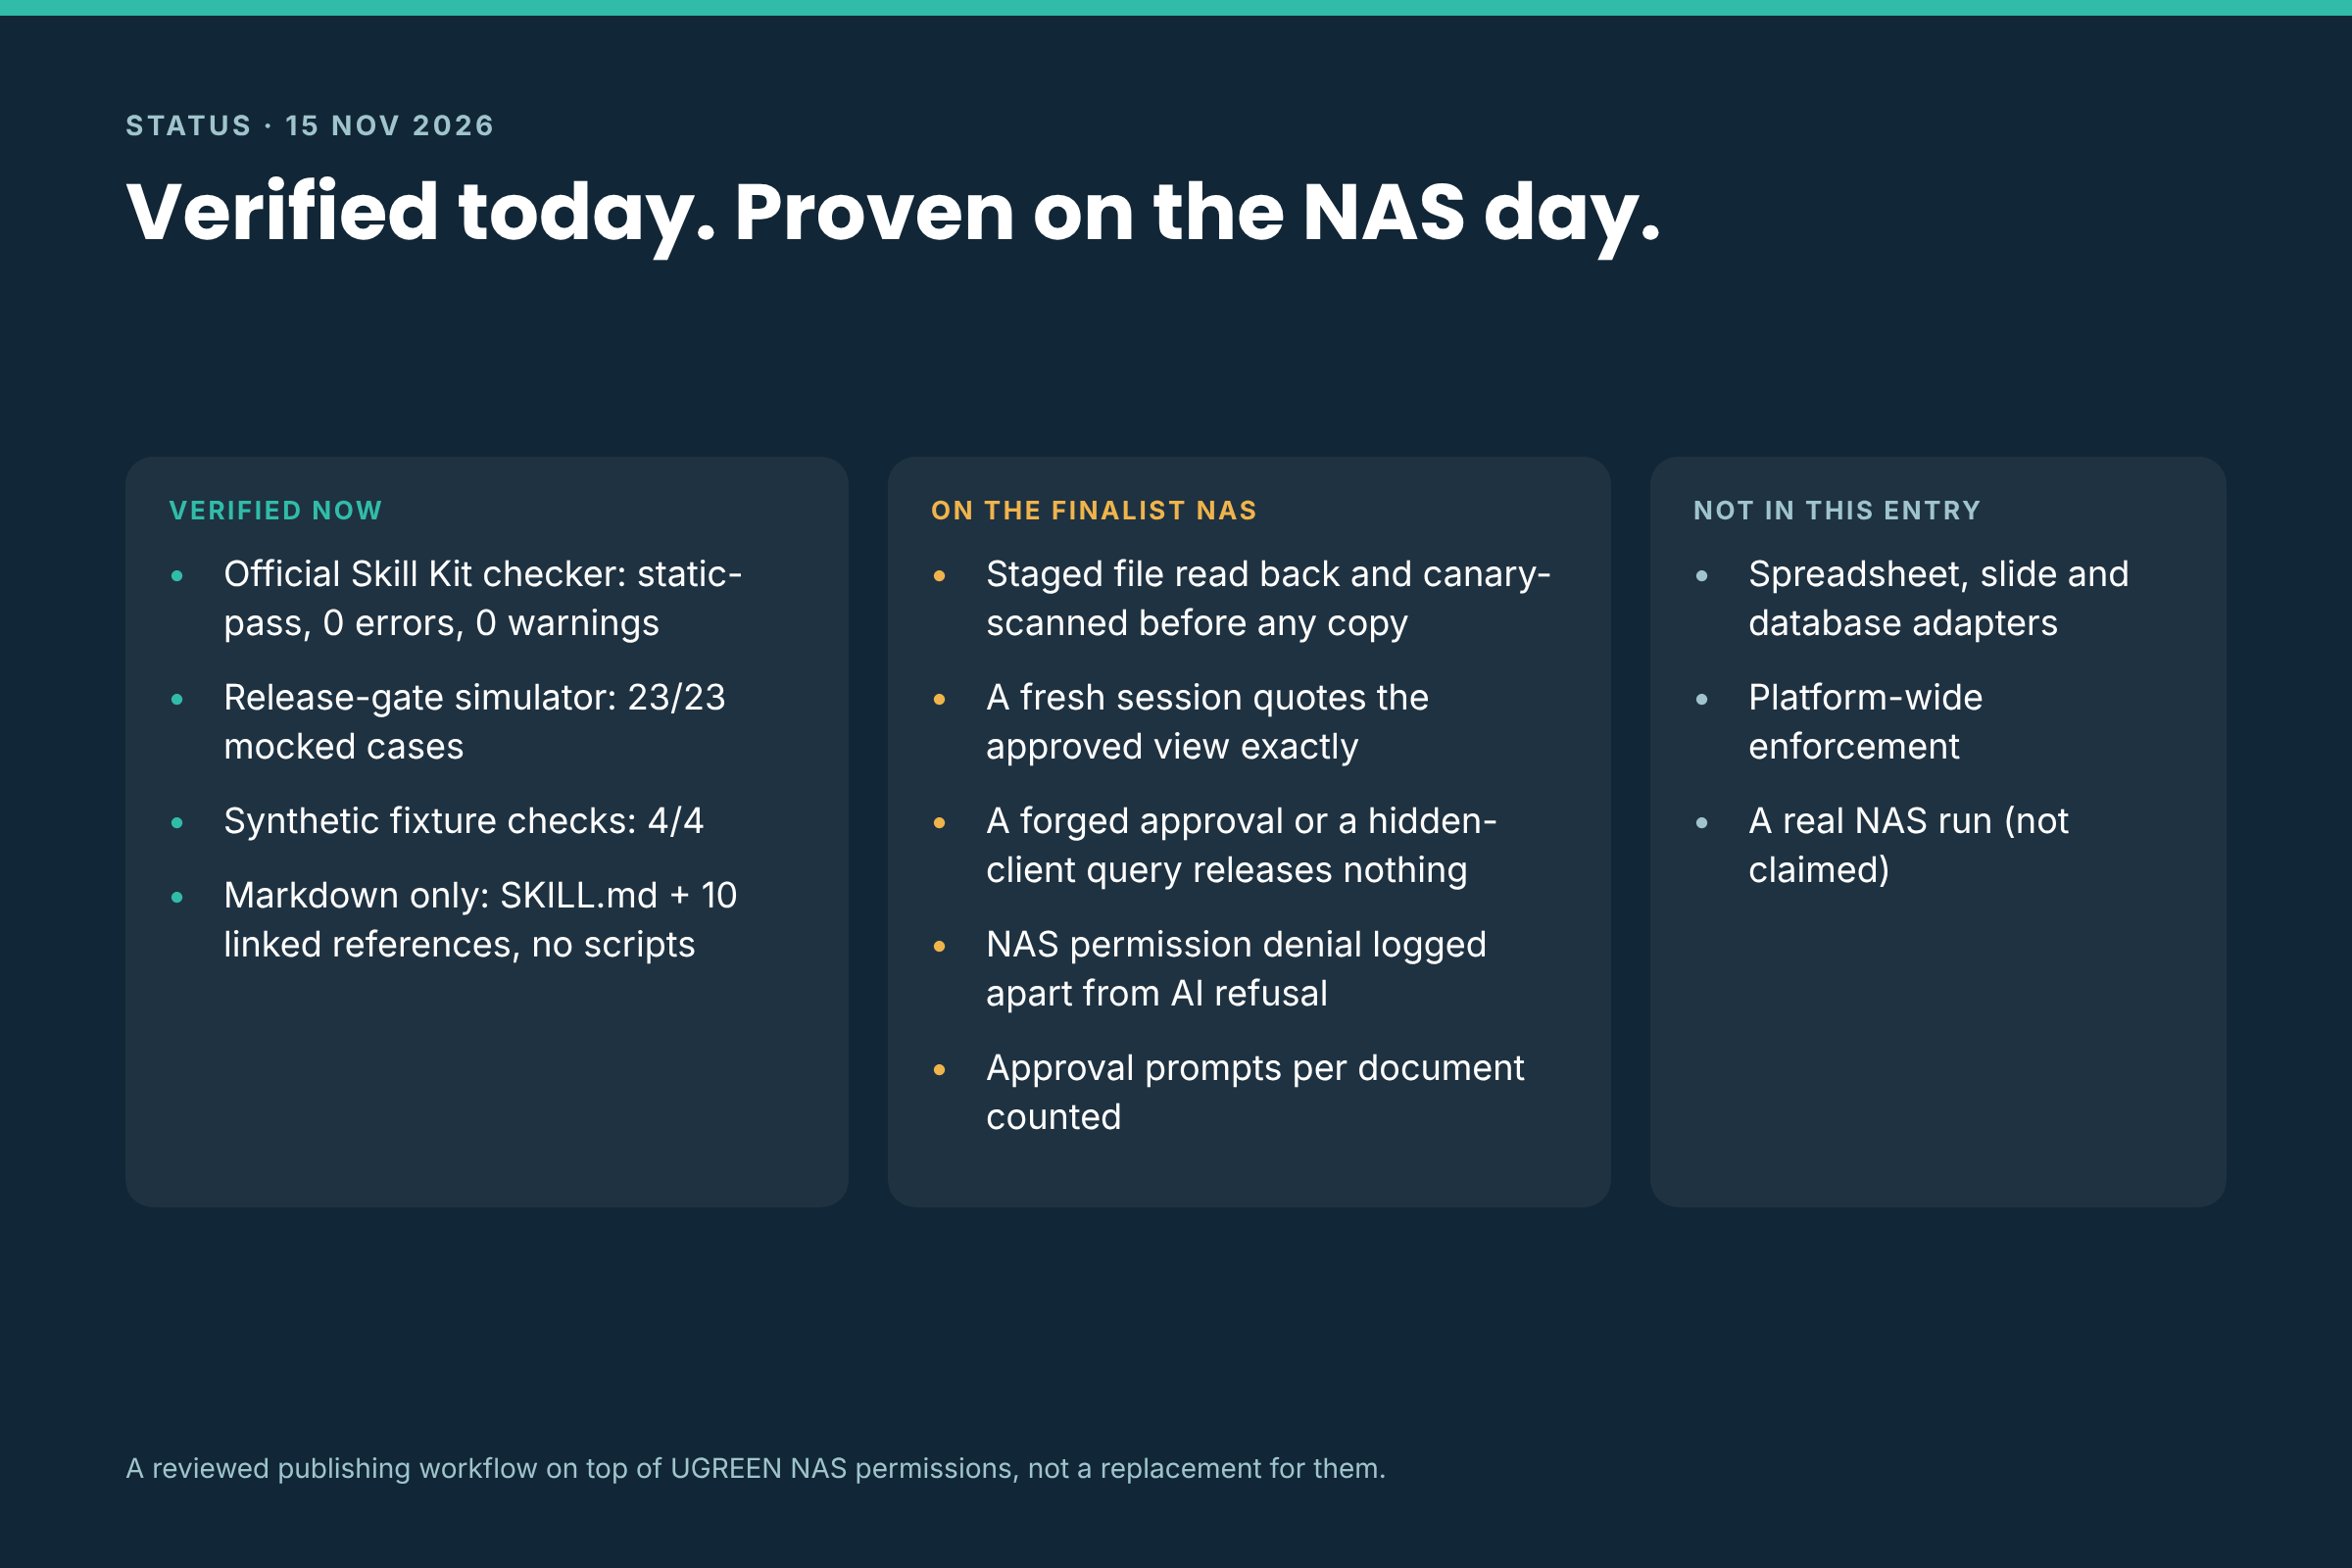 STATUS · 15 NOV 2026
Verified today. Proven on the NAS day.
VERIFIED NOW
• Official Skill Kit checker: static-
pass, 0 errors, 0 warnings
• Release-gate simulator: 23/23
mocked cases
• Synthetic fixture checks: 4/4
• Markdown only: SKILL.md + 10
linked references, no scripts
ON THE FINALIST NAS
• Staged file read back and canary-
scanned before any copy
• A fresh session quotes the
approved view exactly
• A forged approval or a hidden-
client query releases nothing
• NAS permission denial logged
apart from AI refusal
• Approval prompts per document
counted
NOT IN THIS ENTRY
• Spreadsheet, slide and
database adapters
• Platform-wide
enforcement
• A real NAS run (not
claimed)
A reviewed publishing workflow on top of UGREEN NAS permissions, not a replacement for them.